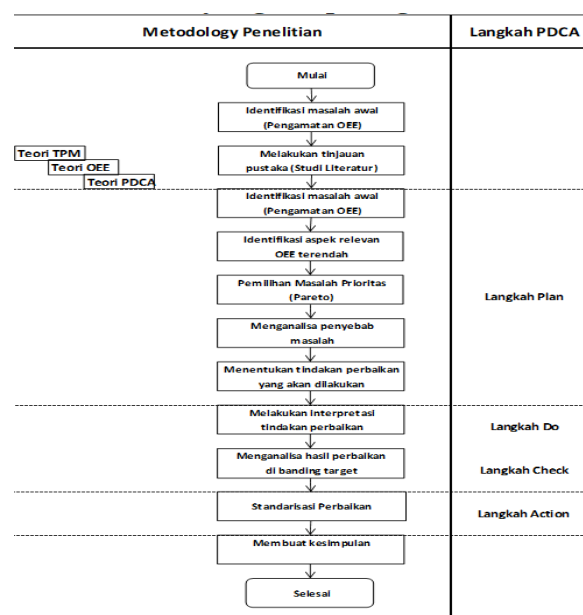 Metodology Penelitian
Langkah PDCA
Mulai
Identifikasi masalah awal
(Pengamatan OEE)
Teori TPM
Teori OEE
Teori PDCA
Melakukan tinjauan
pustaka (Studi Literatur)
Identifikasi masalah awal
(Pengamatan OEE)
Identifikasi aspek relevan
OEE terendah
Pemilihan Masalah Prioritas
(Pareto)
Menganalisa penyebab
masalah
Menentukan tindakan perbaikan
yang akan dilakukan
Langkah Plan
Melakukan interpretasi
tindakan perbaikan
Langkah Do
Menganalisa hasil perbaikan
di banding target
Langkah Check
Standarisasi Perbaikan
Langkah Action
Membuat kesimpulan
Selesai